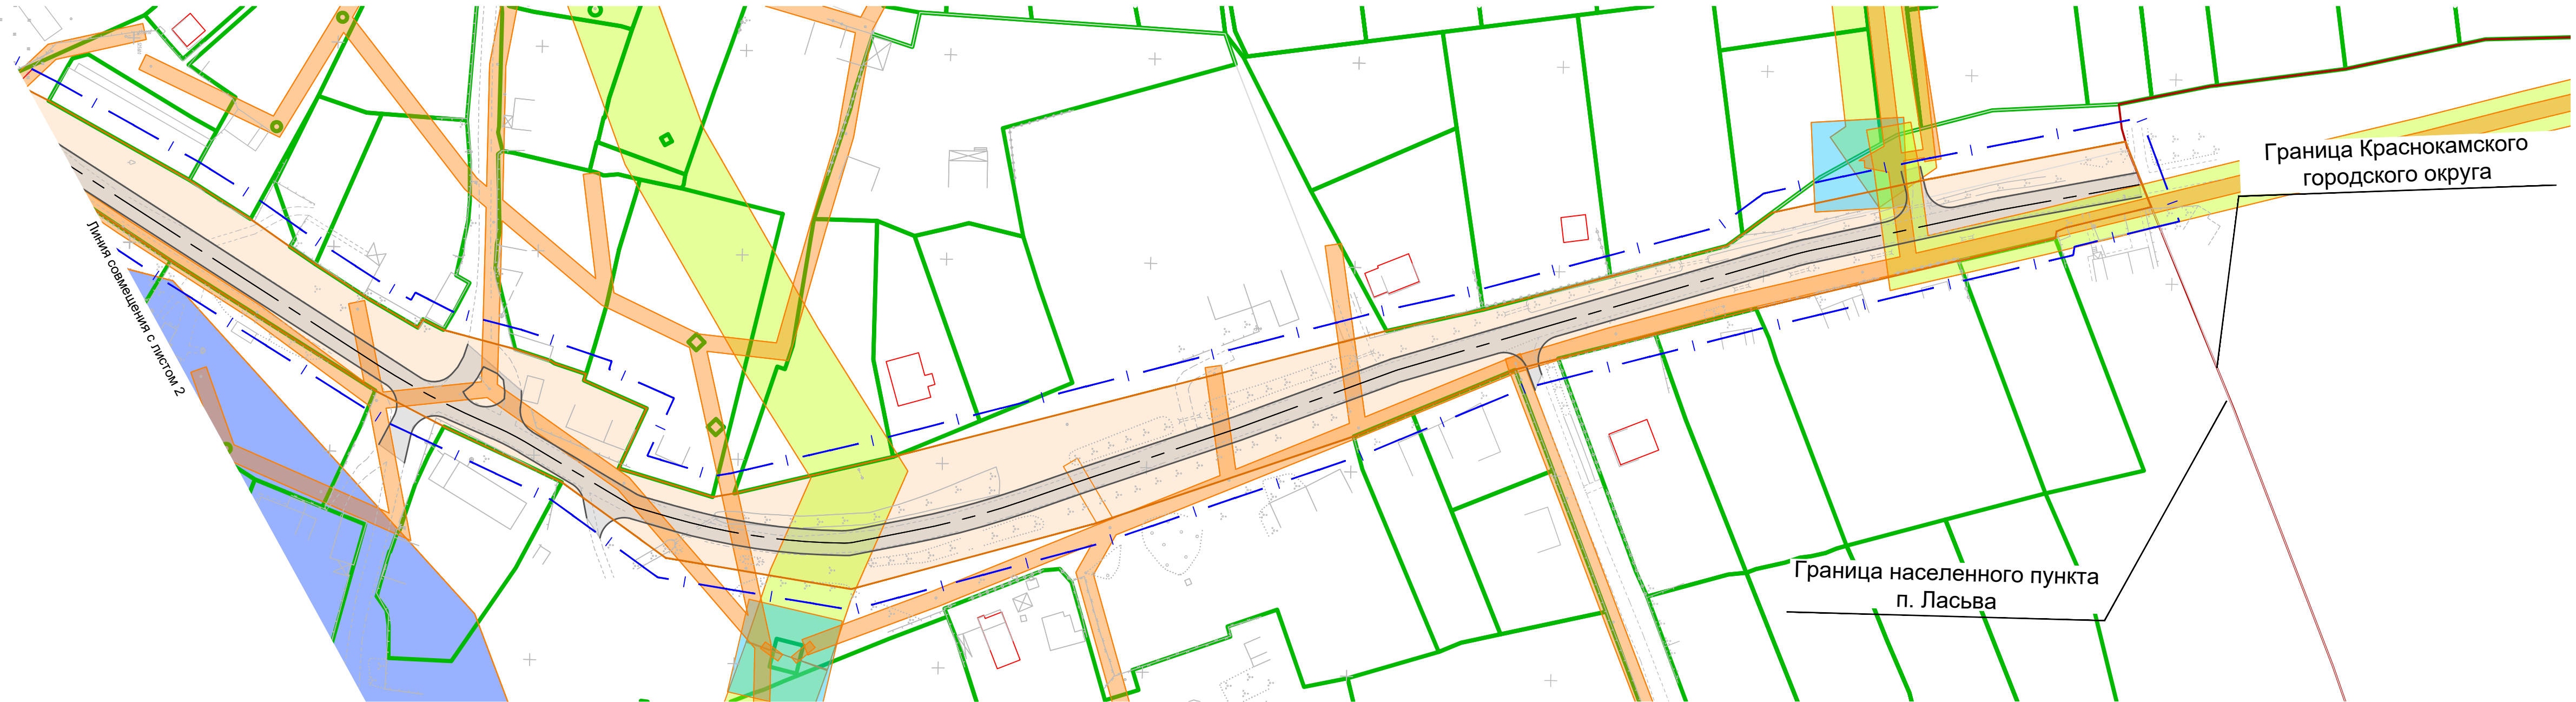 Линия совмещения с листом 2
Граница Краснокамского
городского округа
Граница населенного пункта
п. Ласьва